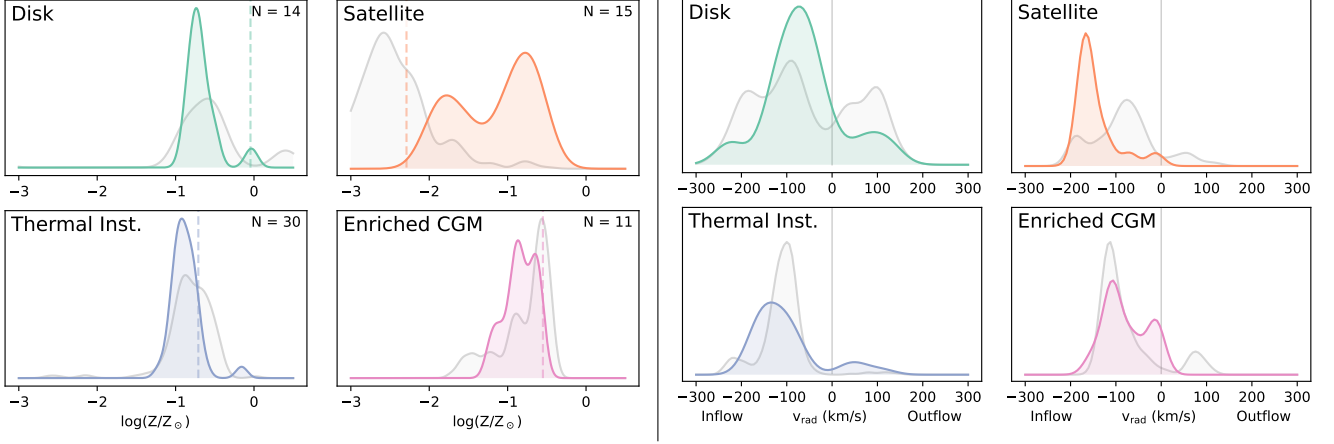 Disk
N = 14
−3 −2 −1 0
Satellite
N = 15
−3 −2 −1 0
Disk
−300 −200 −100 0 100 200 300
Satellite
−300 −200 −100 0 100 200 300
Thermal Inst.
N = 30
−3 −2 −1 0
log(Z/Z⊙)
Enriched CGM
N = 11
−3 −2 −1 0
log(Z/Z⊙)
Thermal Inst.
−300 −200 −100 0 100 200 300
Inflow v_rad (km/s) Outflow
Enriched CGM
−300 −200 −100 0 100 200 300
Inflow v_rad (km/s) Outflow